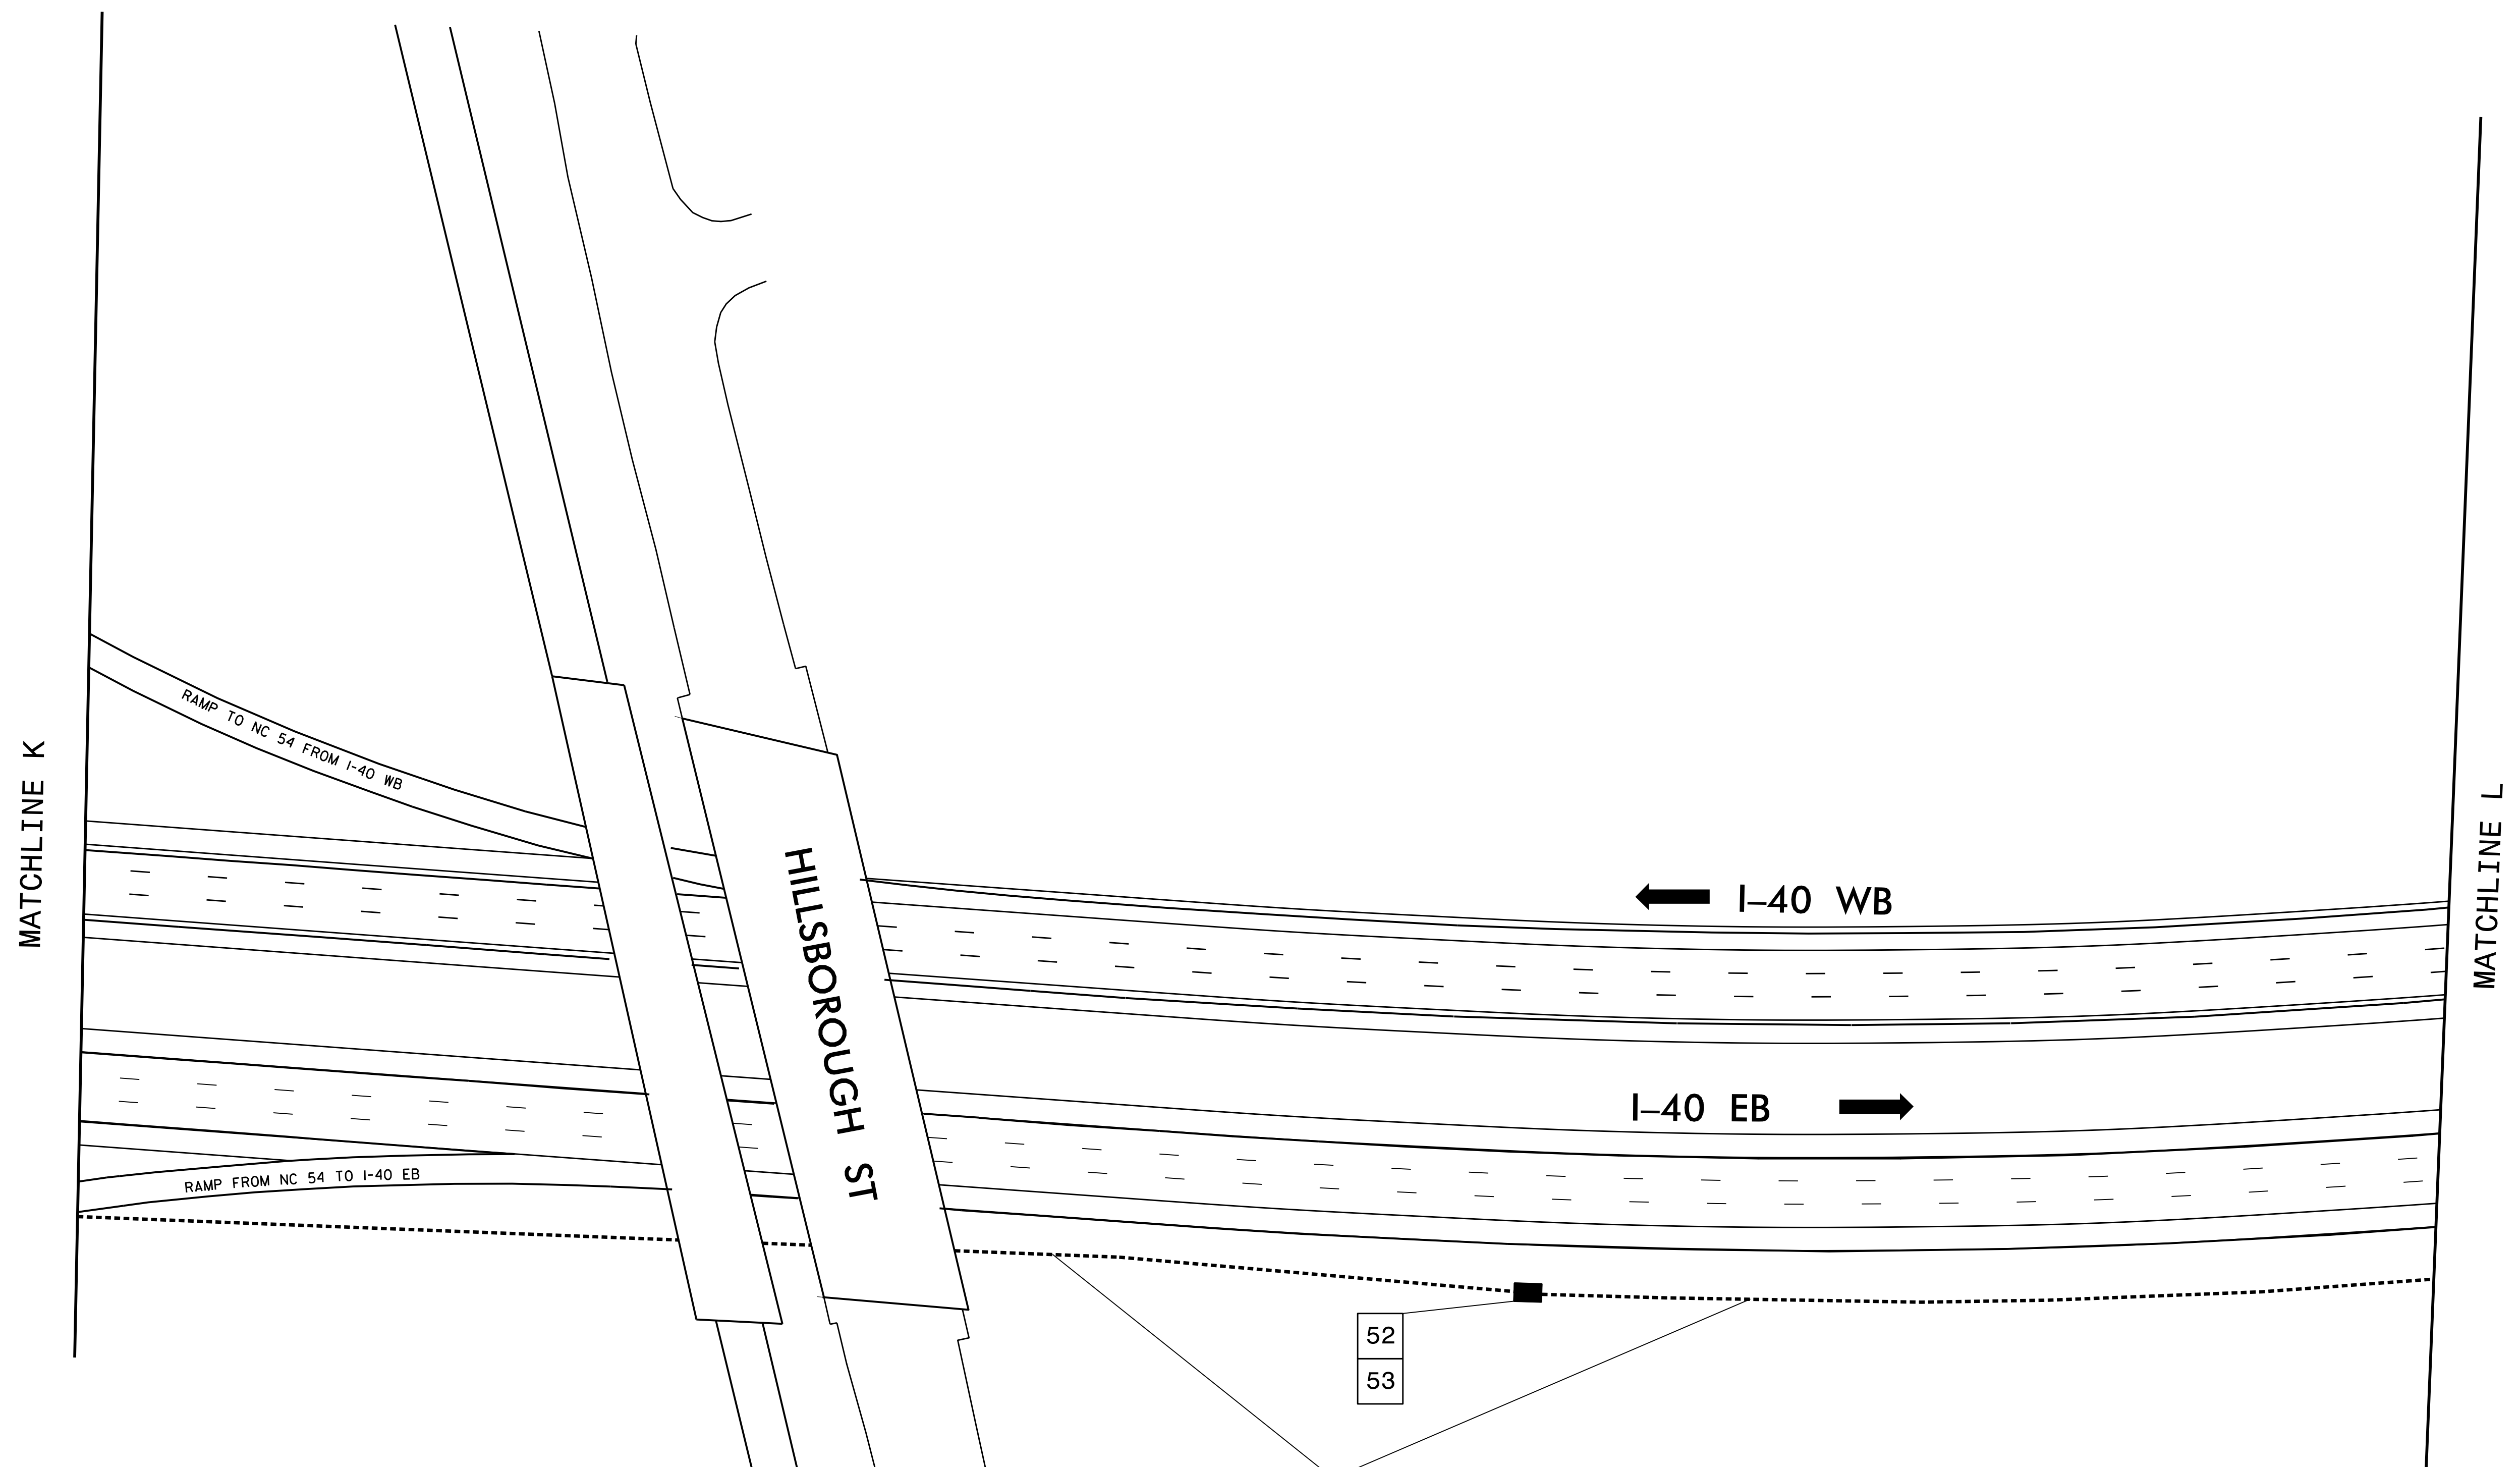 MATCHLINE K
RAMP TO NC 54 FROM I-40 WB
HILLSBOROUGH ST
I-40 WB
I-40 EB
RAMP FROM NC 54 TO I-40 EB
52
53
MATCHLINE L